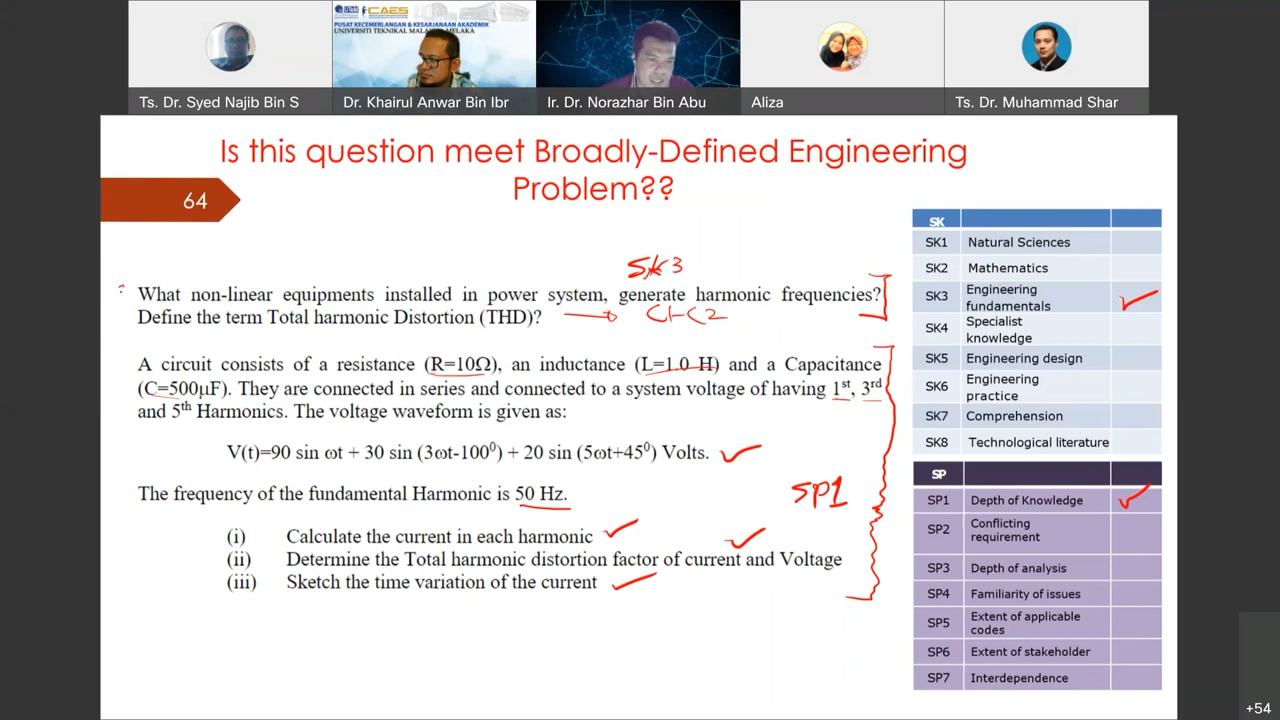 UTeM CAES
PUSAT KECEMERLANGAN & KESARJANAAN AKADEMIK
UNIVERSITI TEKNIKAL MALAYSIA MELAKA
Ts. Dr. Syed Najib Bin S
Dr. Khairul Anwar Bin Ibr
Ir. Dr. Norazhar Bin Abu
Aliza
Ts. Dr. Muhammad Shar
Is this question meet Broadly-Defined Engineering
Problem??
64
SK3
What non-linear equipments installed in power system, generate harmonic frequencies?
Define the term Total harmonic Distortion (THD)?
C1-C2
A circuit consists of a resistance (R=10Ω), an inductance (L=1.0 H) and a Capacitance
(C=500µF). They are connected in series and connected to a system voltage of having 1st, 3rd
and 5th Harmonics. The voltage waveform is given as:
V(t)=90 sin ωt + 30 sin (3ωt-100⁰) + 20 sin (5ωt+45⁰) Volts.
The frequency of the fundamental Harmonic is 50 Hz.
SP1
(i) Calculate the current in each harmonic
(ii) Determine the Total harmonic distortion factor of current and Voltage
(iii) Sketch the time variation of the current
SK
SK1 Natural Sciences
SK2 Mathematics
SK3 Engineering
fundamentals
SK4 Specialist
knowledge
SK5 Engineering design
SK6 Engineering
practice
SK7 Comprehension
SK8 Technological literature
SP
SP1 Depth of Knowledge
SP2 Conflicting
requirement
SP3 Depth of analysis
SP4 Familiarity of issues
SP5 Extent of applicable
codes
SP6 Extent of stakeholder
SP7 Interdependence
+54